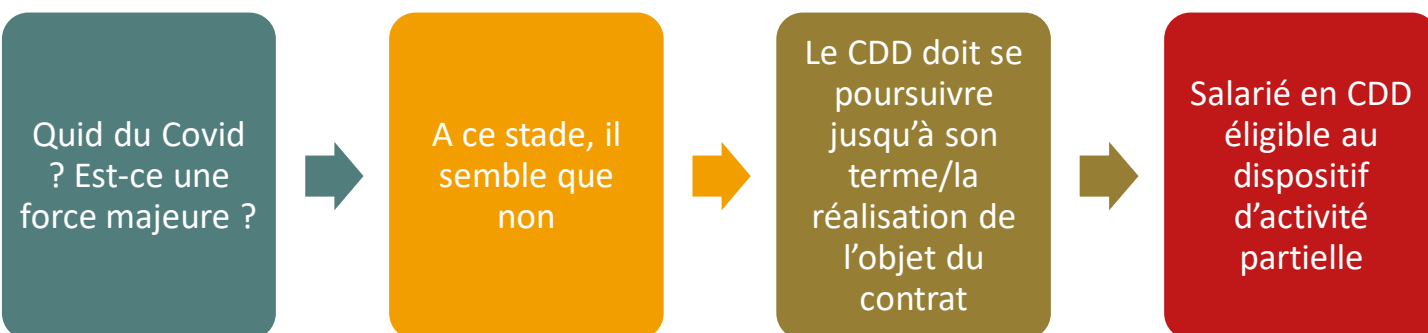 Quid du Covid
? Est-ce une
force majeure ?
A ce stade, il
semble que
non
Le CDD doit se
poursuivre
jusqu'à son
terme/la
réalisation de
l'objet du
contrat
Salarié en CDD
éligible au
dispositif
d'activité
partielle